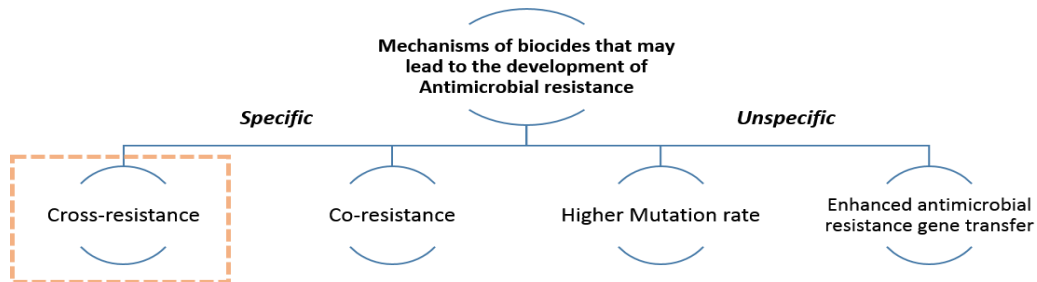 Mechanisms of biocides that may
lead to the development of
Antimicrobial resistance
Specific
Unspecific
Cross-resistance
Co-resistance
Higher Mutation rate
Enhanced antimicrobial
resistance gene transfer